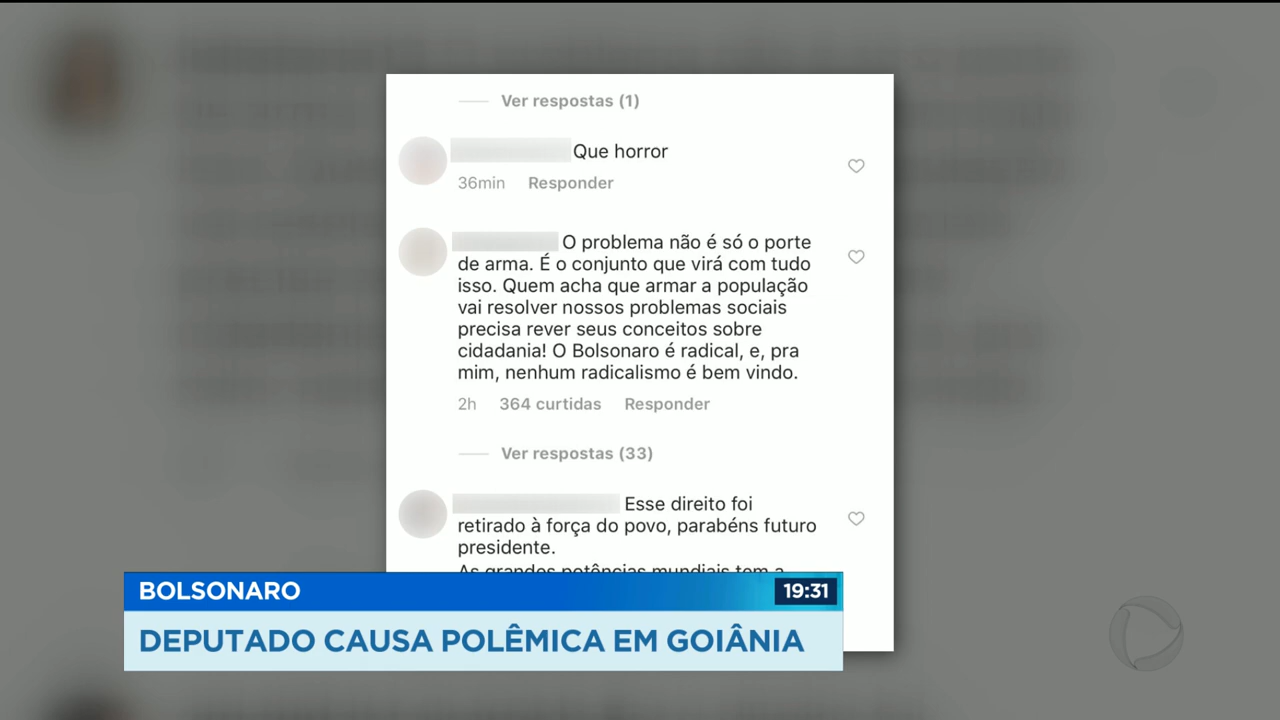 Ver respostas (1)
Que horror
36min Responder
O problema não é só o porte
de arma. É o conjunto que virá com tudo
isso. Quem acha que armar a população
vai resolver nossos problemas sociais
precisa rever seus conceitos sobre
cidadania! O Bolsonaro é radical, e, pra
mim, nenhum radicalismo é bem vindo.
2h 364 curtidas Responder
Ver respostas (33)
Esse direito foi
retirado à força do povo, parabéns futuro
presidente.
As grandes potências mundiais tem a
BOLSONARO 19:31
DEPUTADO CAUSA POLÊMICA EM GOIÂNIA